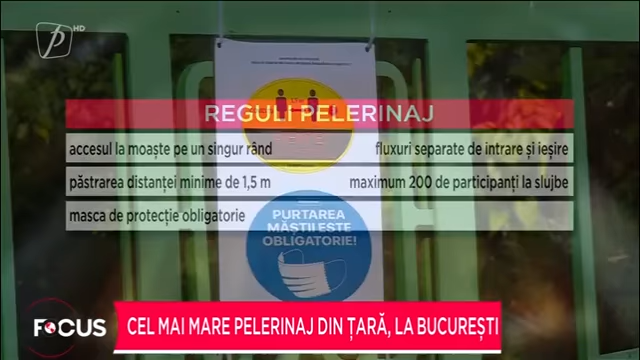 HD
REGULI PELERINAJ
accesul la moaște pe un singur rând
fluxuri separate de intrare și ieșire
păstrarea distanței minime de 1,5 m
maximum 200 de participanți la slujbe
masca de protecție obligatorie
PURTAREA
MĂȘTII ESTE
OBLIGATORIE!
FOCUS
CEL MAI MARE PELERINAJ DIN ȚARĂ, LA BUCUREȘTI